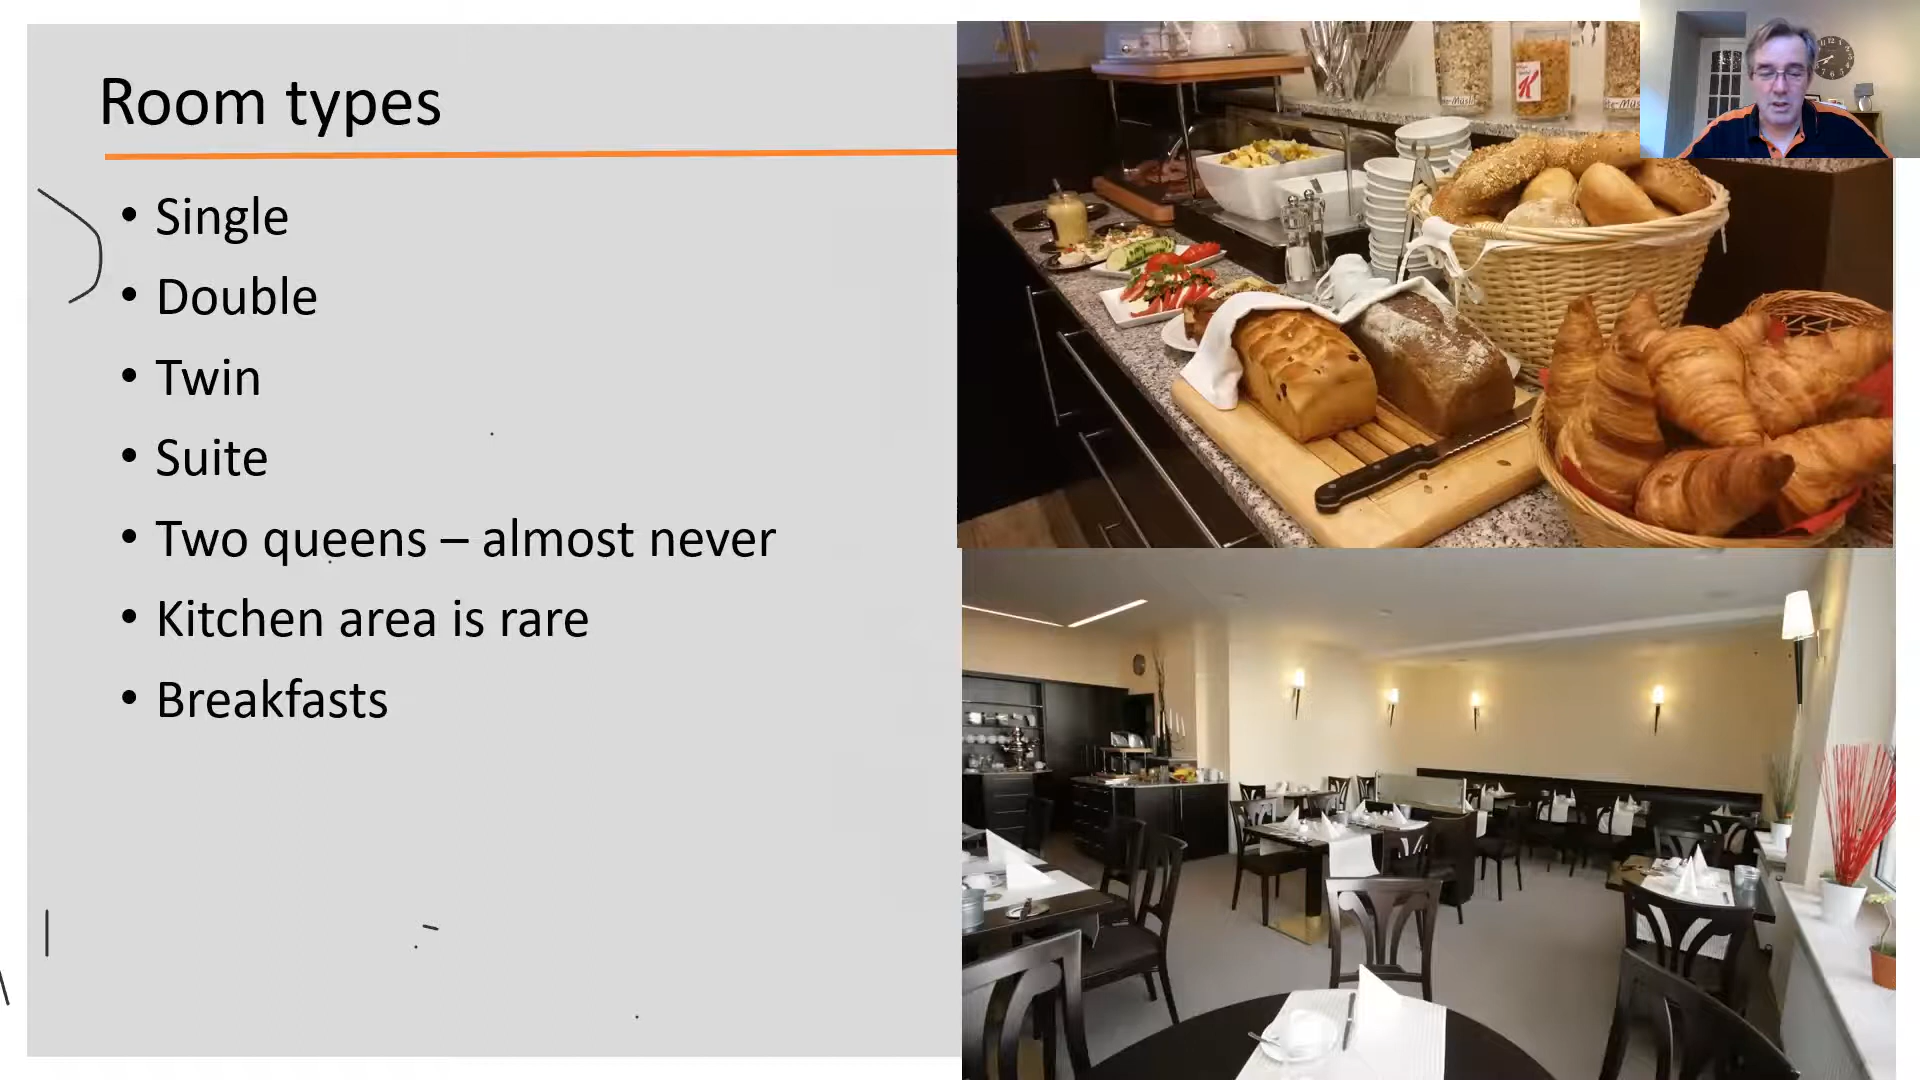 Room types
• Single
• Double
• Twin
• Suite
• Two queens – almost never
• Kitchen area is rare
• Breakfasts